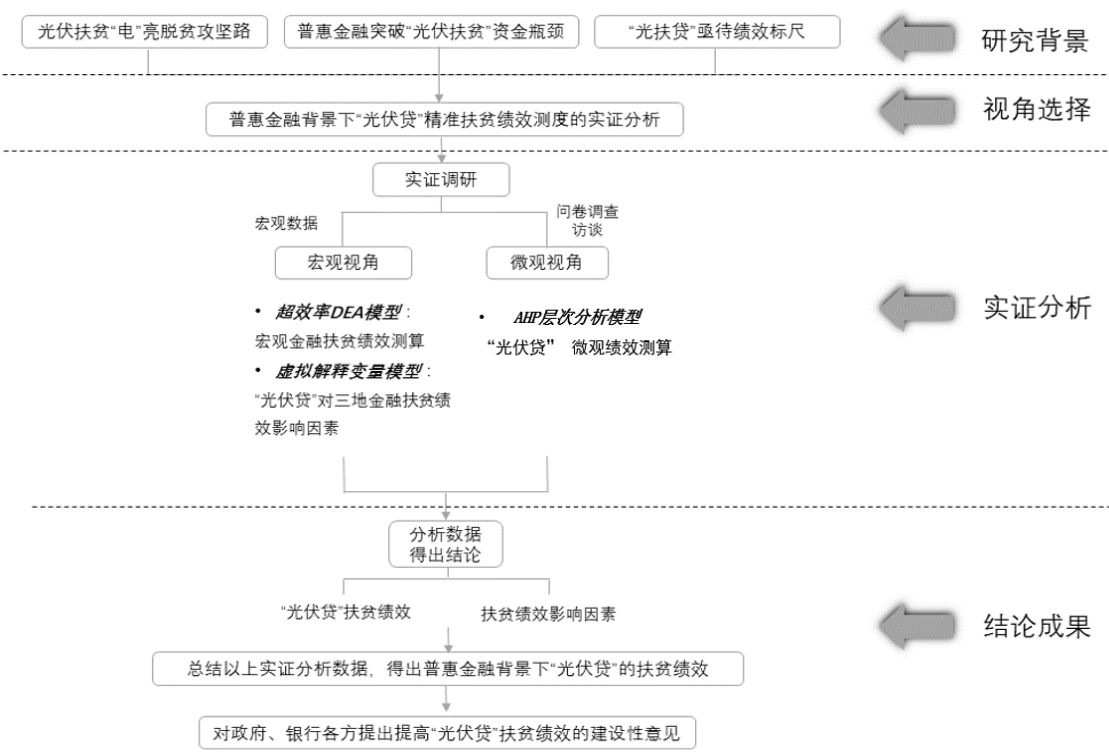 光伏扶贫“电”亮脱贫攻坚路
普惠金融突破“光伏扶贫”资金瓶颈
“光扶贷”亟待绩效标尺
研究背景
普惠金融背景下“光伏贷”精准扶贫绩效测度的实证分析
视角选择
实证调研
宏观数据
问卷调查
访谈
宏观视角
微观视角
• 超效率DEA模型：
宏观金融扶贫绩效测算
• 虚拟解释变量模型：
“光伏贷”对三地金融扶贫绩
效影响因素
• AHP层次分析模型
“光伏贷” 微观绩效测算
实证分析
分析数据
得出结论
“光伏贷”扶贫绩效
扶贫绩效影响因素
总结以上实证分析数据，得出普惠金融背景下“光伏贷”的扶贫绩效
对政府、银行各方提出提高“光伏贷”扶贫绩效的建设性意见
结论成果